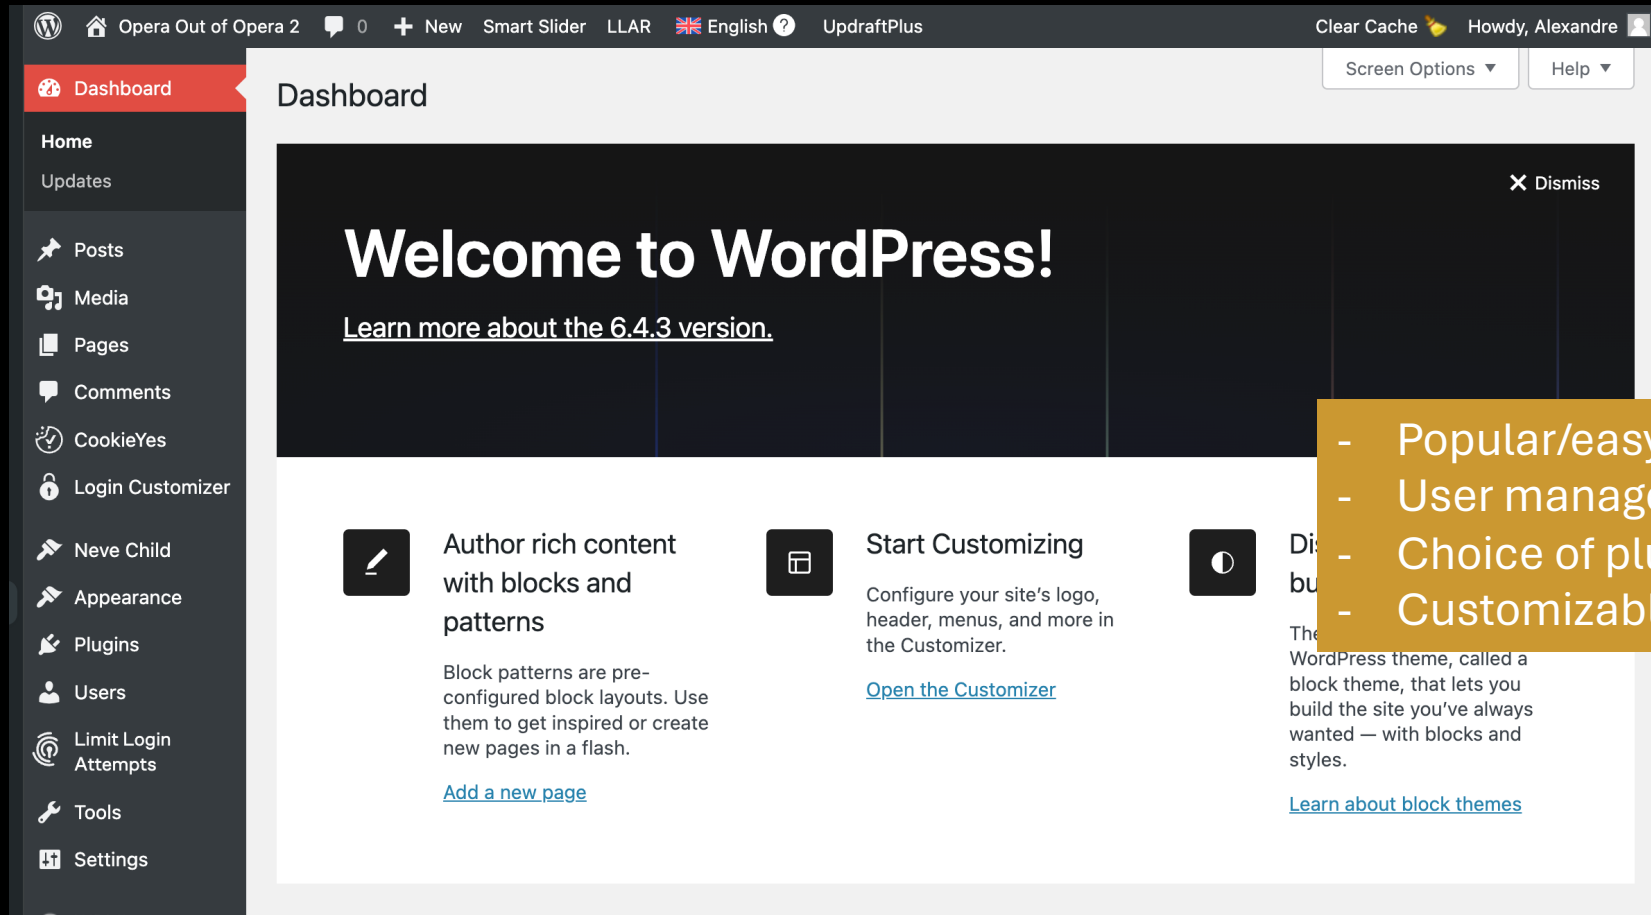 Opera Out of Opera 2 0 New Smart Slider LLAR English ? UpdraftPlus Clear Cache Howdy, Alexandre
Screen Options Help
Dashboard
Home
Updates
Posts
Media
Pages
Comments
CookieYes
Login Customizer
Neve Child
Appearance
Plugins
Users
Limit Login
Attempts
Tools
Settings
Dashboard
Dismiss
Welcome to WordPress!
Learn more about the 6.4.3 version.
Author rich content
with blocks and
patterns
Block patterns are pre-
configured block layouts. Use
them to get inspired or create
new pages in a flash.
Add a new page
Start Customizing
Configure your site's logo,
header, menus, and more in
the Customizer.
Open the Customizer
WordPress theme, called a
block theme, that lets you
build the site you've always
wanted — with blocks and
styles.
Learn about block themes
- Popular/easy
- User
- Choice of
-